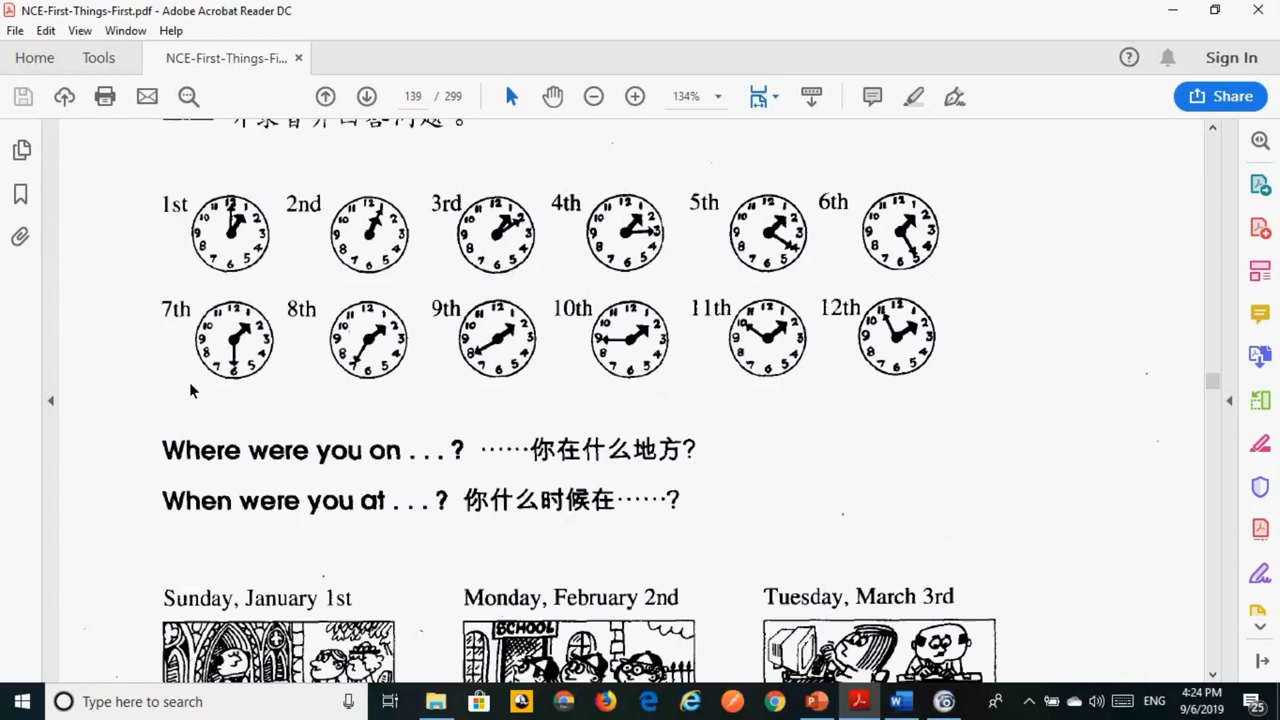 NCE-First-Things-First.pdf - Adobe Acrobat Reader DC
File Edit View Window Help
Home Tools NCE-First-Things-Fi... × Sign In
139 / 299 134% Share
1st 2nd 3rd 4th 5th 6th
7th 8th 9th 10th 11th 12th
Where were you on . . . ? ……你在什么地方?
When were you at . . . ? 你什么时候在……?
Sunday, January 1st Monday, February 2nd Tuesday, March 3rd
SCHOOL
Type here to search ENG 4:24 PM
9/6/2019 25